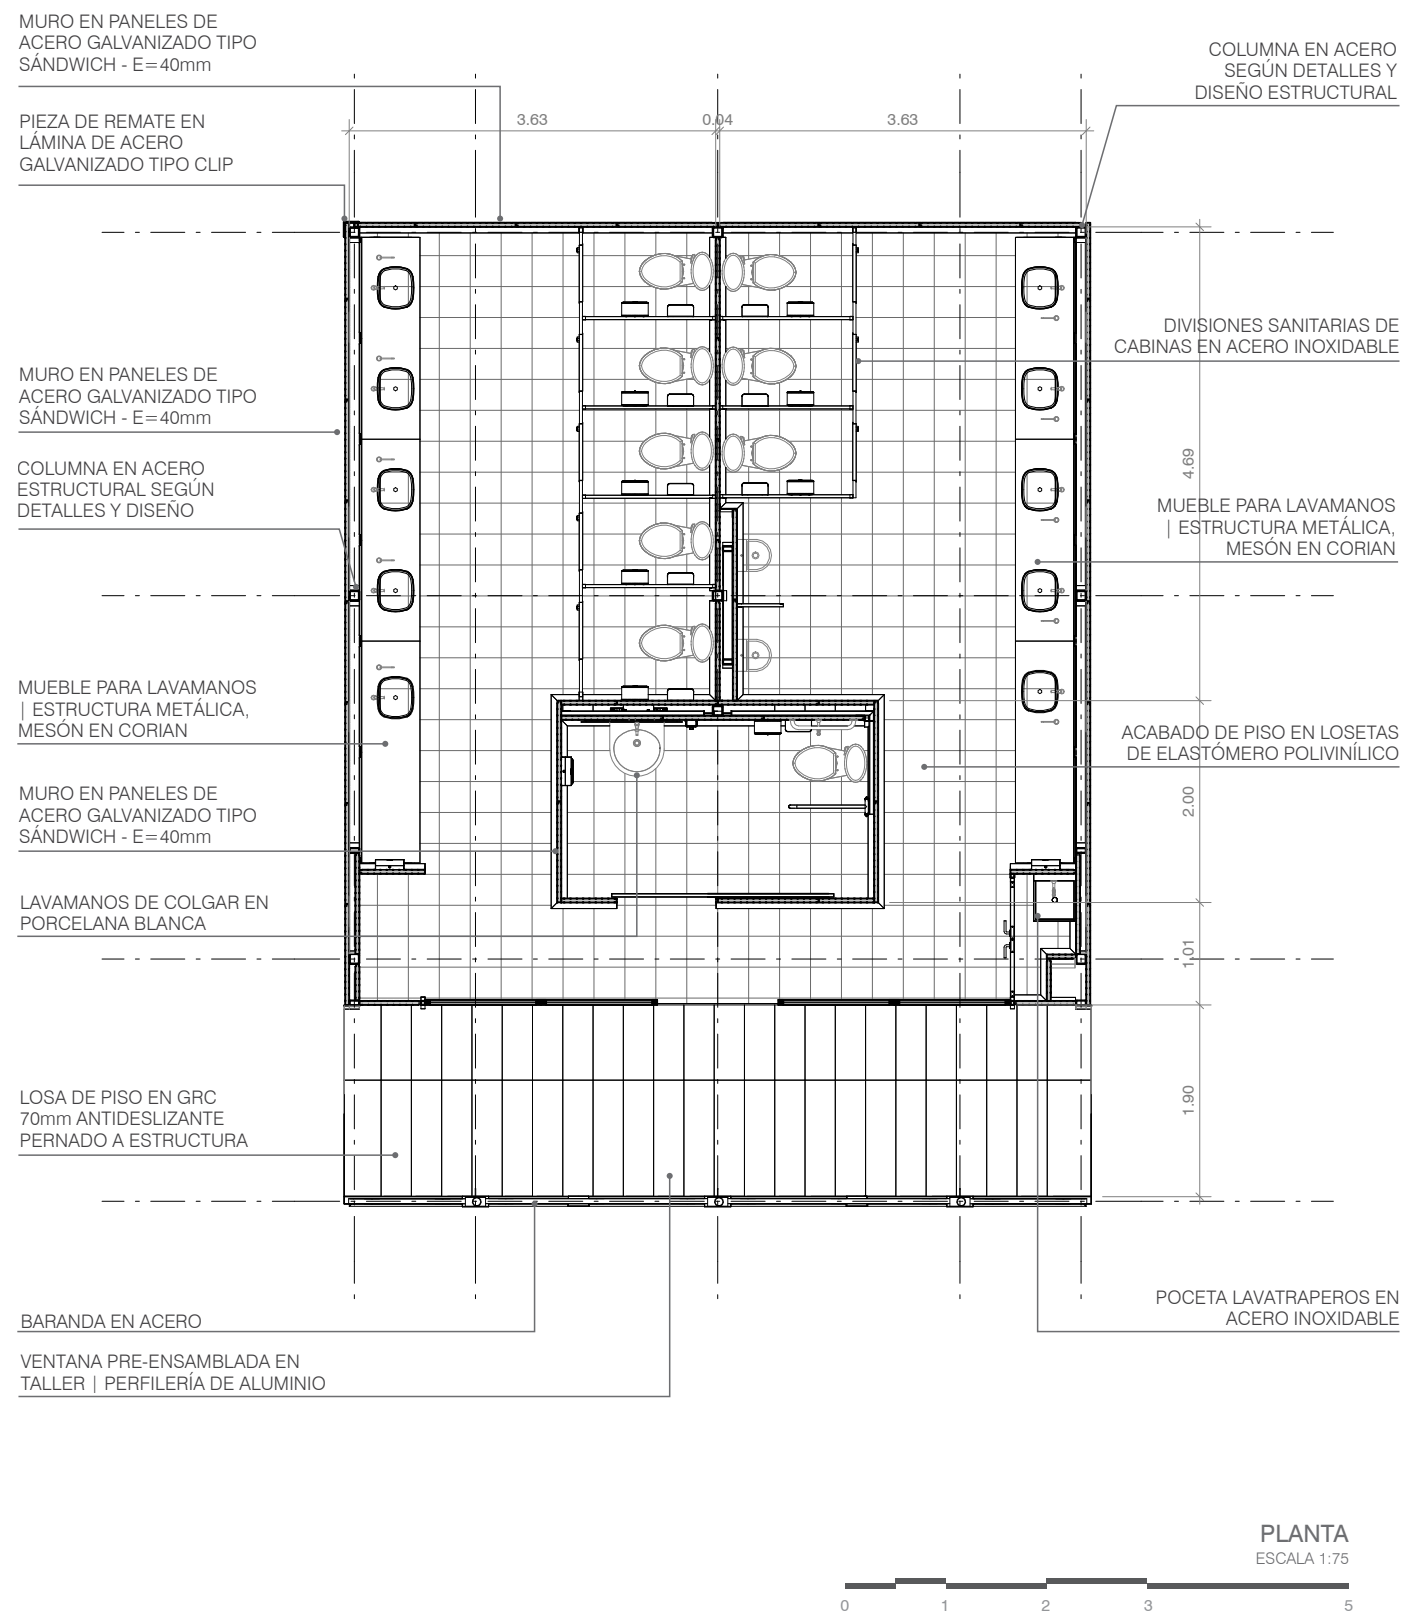 MURO EN PANELES DE
ACERO GALVANIZADO TIPO
SÁNDWICH - E=40mm
COLUMNA EN ACERO
SEGÚN DETALLES Y
DISEÑO ESTRUCTURAL
PIEZA DE REMATE EN
LÁMINA DE ACERO
GALVANIZADO TIPO CLIP
3.63
0.04
3.63
DIVISIONES SANITARIAS DE
CABINAS EN ACERO INOXIDABLE
MURO EN PANELES DE
ACERO GALVANIZADO TIPO
SÁNDWICH - E=40mm
COLUMNA EN ACERO
ESTRUCTURAL SEGÚN
DETALLES Y DISEÑO
4.69
MUEBLE PARA LAVAMANOS
| ESTRUCTURA METÁLICA,
MESÓN EN CORIAN
MUEBLE PARA LAVAMANOS
| ESTRUCTURA METÁLICA,
MESÓN EN CORIAN
ACABADO DE PISO EN LOSETAS
DE ELASTÓMERO POLIVINÍLICO
MURO EN PANELES DE
ACERO GALVANIZADO TIPO
SÁNDWICH - E=40mm
2.00
LAVAMANOS DE COLGAR EN
PORCELANA BLANCA
1.01
LOSA DE PISO EN GRC
70mm ANTIDESLIZANTE
PERNADO A ESTRUCTURA
1.90
BARANDA EN ACERO
POCETA LAVATRAPEROS EN
ACERO INOXIDABLE
VENTANA PRE-ENSAMBLADA EN
TALLER | PERFILERÍA DE ALUMINIO
PLANTA
ESCALA 1:75
0 1 2 3 5